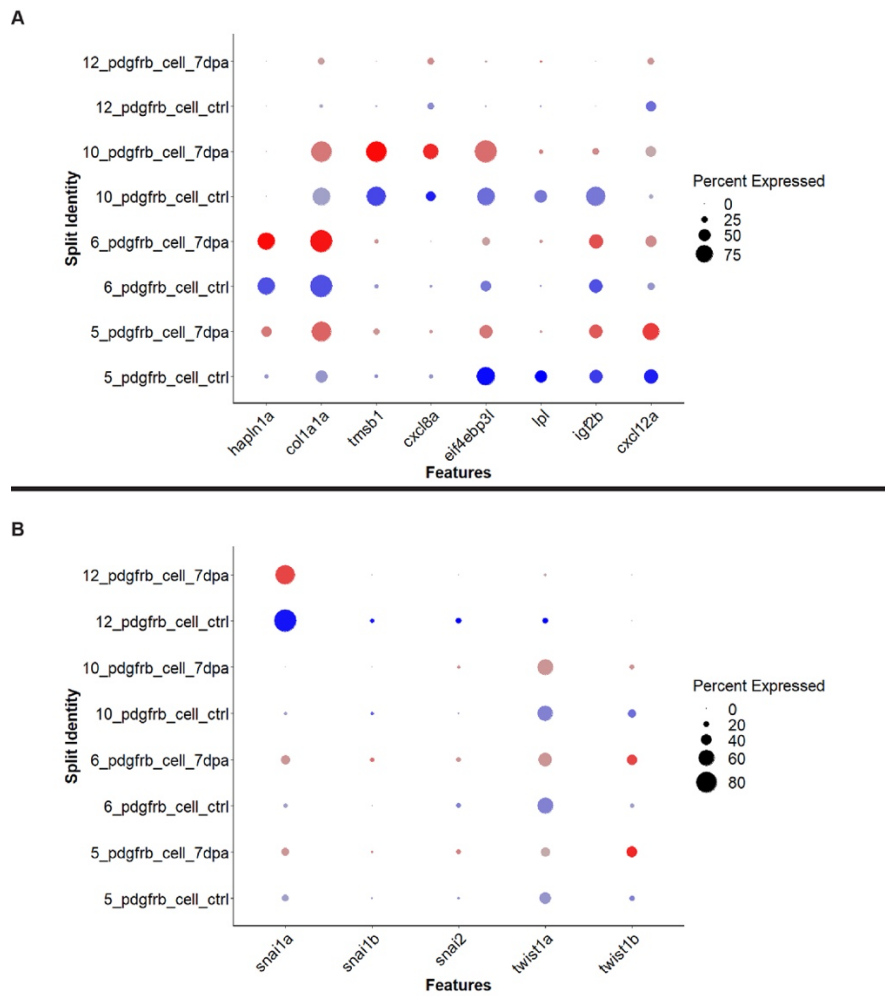 A
12_pdgfrb_cell_7dpa
12_pdgfrb_cell_ctrl
10_pdgfrb_cell_7dpa
10_pdgfrb_cell_ctrl
6_pdgfrb_cell_7dpa
6_pdgfrb_cell_ctrl
5_pdgfrb_cell_7dpa
5_pdgfrb_cell_ctrl
Split Identity
hapln1a
col1a1a
tmsb1
cxcl8a
eif4ebp3l
lpl
igf2b
cxcl12a
Features
Percent Expressed
0
25
50
75
B
12_pdgfrb_cell_7dpa
12_pdgfrb_cell_ctrl
10_pdgfrb_cell_7dpa
10_pdgfrb_cell_ctrl
6_pdgfrb_cell_7dpa
6_pdgfrb_cell_ctrl
5_pdgfrb_cell_7dpa
5_pdgfrb_cell_ctrl
Split Identity
snai1a
snai1b
snai2
twist1a
twist1b
Features
Percent Expressed
0
20
40
60
80